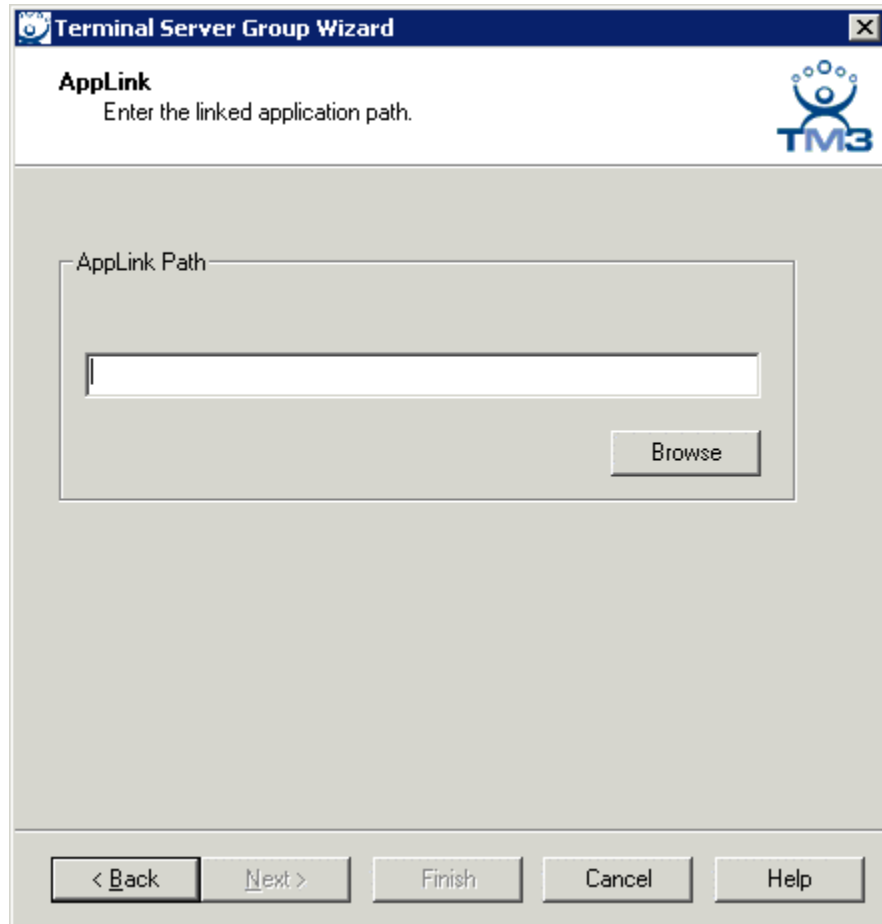 Terminal Server Group Wizard
AppLink
Enter the linked application path.
TM3
AppLink Path
Browse
< Back
Next >
Finish
Cancel
Help